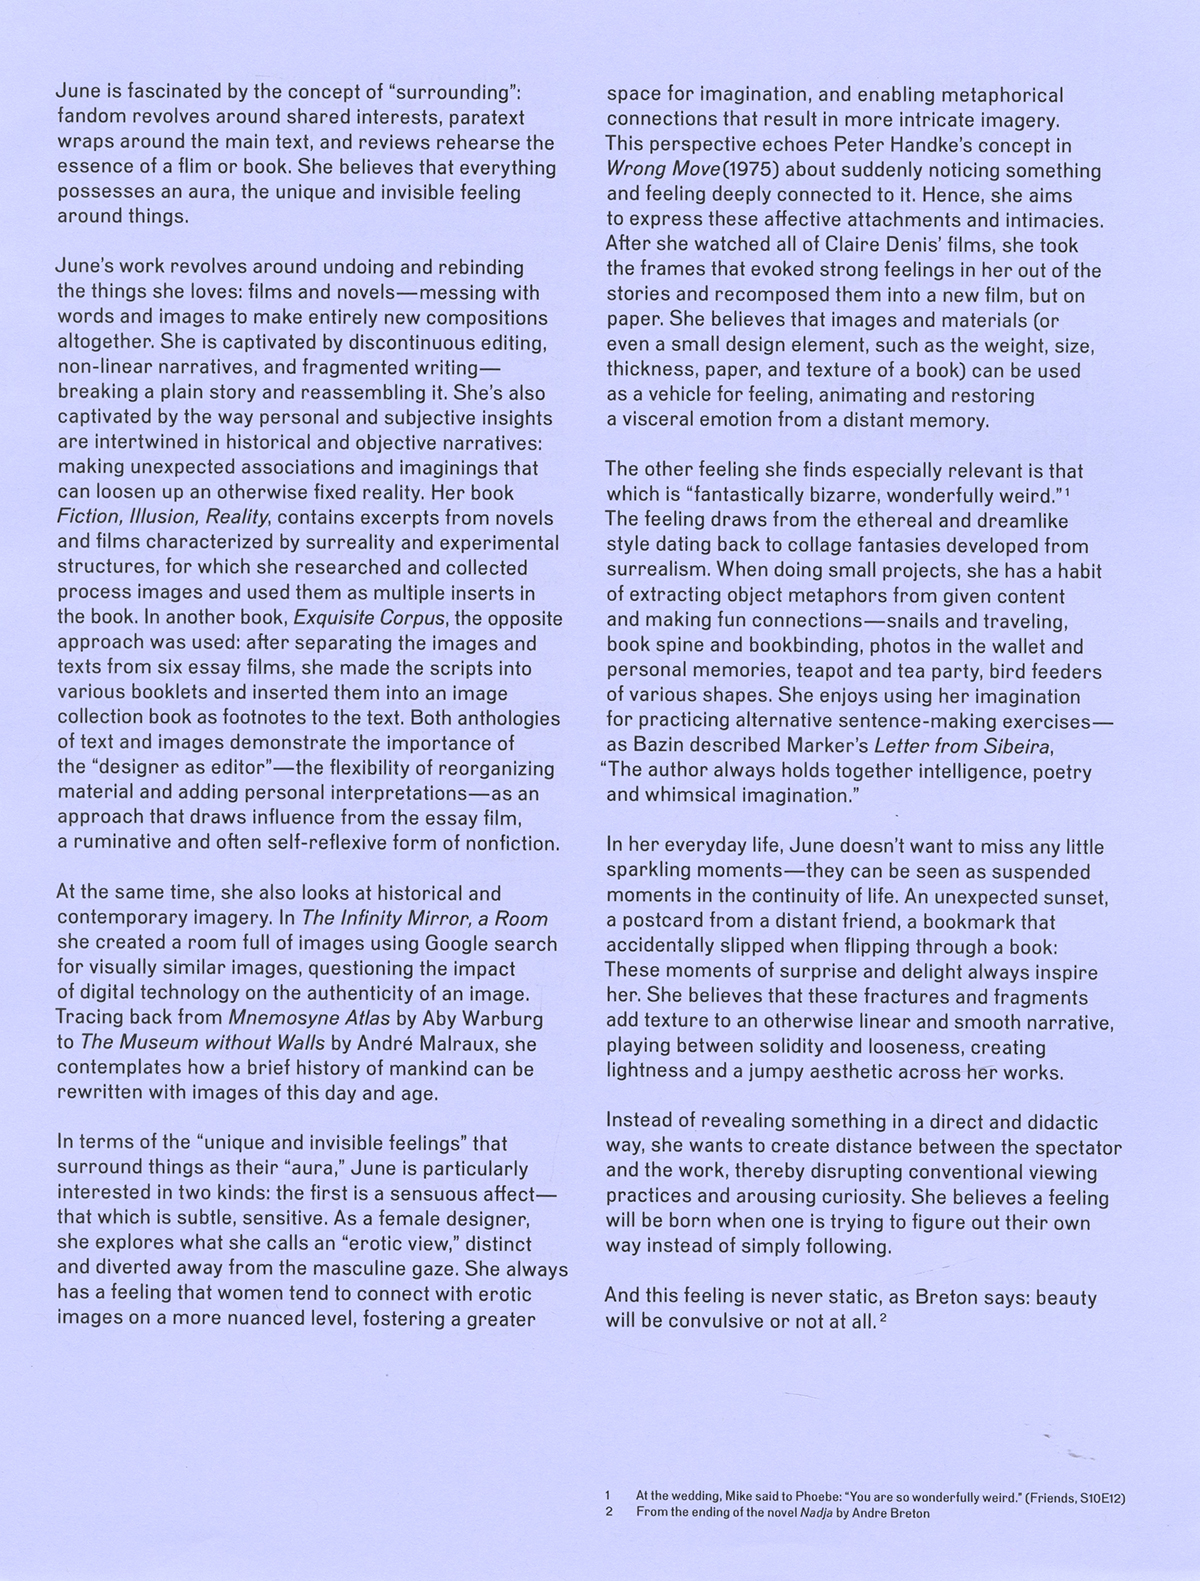 June is fascinated by the concept of “surrounding”:
fandom revolves around shared interests, paratext
wraps around the main text, and reviews rehearse the
essence of a flim or book. She believes that everything
possesses an aura, the unique and invisible feeling
around things.
June’s work revolves around undoing and rebinding
the things she loves: films and novels—messing with
words and images to make entirely new compositions
altogether. She is captivated by discontinuous editing,
non-linear narratives, and fragmented writing—
breaking a plain story and reassembling it. She’s also
captivated by the way personal and subjective insights
are intertwined in historical and objective narratives:
making unexpected associations and imaginings that
can loosen up an otherwise fixed reality. Her book
Fiction, Illusion, Reality, contains excerpts from novels
and films characterized by surreality and experimental
structures, for which she researched and collected
process images and used them as multiple inserts in
the book. In another book, Exquisite Corpus, the opposite
approach was used: after separating the images and
texts from six essay films, she made the scripts into
various booklets and inserted them into an image
collection book as footnotes to the text. Both anthologies
of text and images demonstrate the importance of
the “designer as editor”—the flexibility of reorganizing
material and adding personal interpretations—as an
approach that draws influence from the essay film,
a ruminative and often self-reflexive form of nonfiction.
At the same time, she also looks at historical and
contemporary imagery. In The Infinity Mirror, a Room
she created a room full of images using Google search
for visually similar images, questioning the impact
of digital technology on the authenticity of an image.
Tracing back from Mnemosyne Atlas by Aby Warburg
to The Museum without Walls by André Malraux, she
contemplates how a brief history of mankind can be
rewritten with images of this day and age.
In terms of the “unique and invisible feelings” that
surround things as their “aura,” June is particularly
interested in two kinds: the first is a sensuous affect—
that which is subtle, sensitive. As a female designer,
she explores what she calls an “erotic view,” distinct
and diverted away from the masculine gaze. She always
has a feeling that women tend to connect with erotic
images on a more nuanced level, fostering a greater
space for imagination, and enabling metaphorical
connections that result in more intricate imagery.
This perspective echoes Peter Handke’s concept in
Wrong Move(1975) about suddenly noticing something
and feeling deeply connected to it. Hence, she aims
to express these affective attachments and intimacies.
After she watched all of Claire Denis’ films, she took
the frames that evoked strong feelings in her out of the
stories and recomposed them into a new film, but on
paper. She believes that images and materials (or
even a small design element, such as the weight, size,
thickness, paper, and texture of a book) can be used
as a vehicle for feeling, animating and restoring
a visceral emotion from a distant memory.
The other feeling she finds especially relevant is that
which is “fantastically bizarre, wonderfully weird.”1
The feeling draws from the ethereal and dreamlike
style dating back to collage fantasies developed from
surrealism. When doing small projects, she has a habit
of extracting object metaphors from given content
and making fun connections—snails and traveling,
book spine and bookbinding, photos in the wallet and
personal memories, teapot and tea party, bird feeders
of various shapes. She enjoys using her imagination
for practicing alternative sentence-making exercises—
as Bazin described Marker’s Letter from Sibeira,
“The author always holds together intelligence, poetry
and whimsical imagination.”
In her everyday life, June doesn’t want to miss any little
sparkling moments—they can be seen as suspended
moments in the continuity of life. An unexpected sunset,
a postcard from a distant friend, a bookmark that
accidentally slipped when flipping through a book:
These moments of surprise and delight always inspire
her. She believes that these fractures and fragments
add texture to an otherwise linear and smooth narrative,
playing between solidity and looseness, creating
lightness and a jumpy aesthetic across her works.
Instead of revealing something in a direct and didactic
way, she wants to create distance between the spectator
and the work, thereby disrupting conventional viewing
practices and arousing curiosity. She believes a feeling
will be born when one is trying to figure out their own
way instead of simply following.
And this feeling is never static, as Breton says: beauty
will be convulsive or not at all.2
1 At the wedding, Mike said to Phoebe: “You are so wonderfully weird.” (Friends, S10E12)
2 From the ending of the novel Nadja by Andre Breton